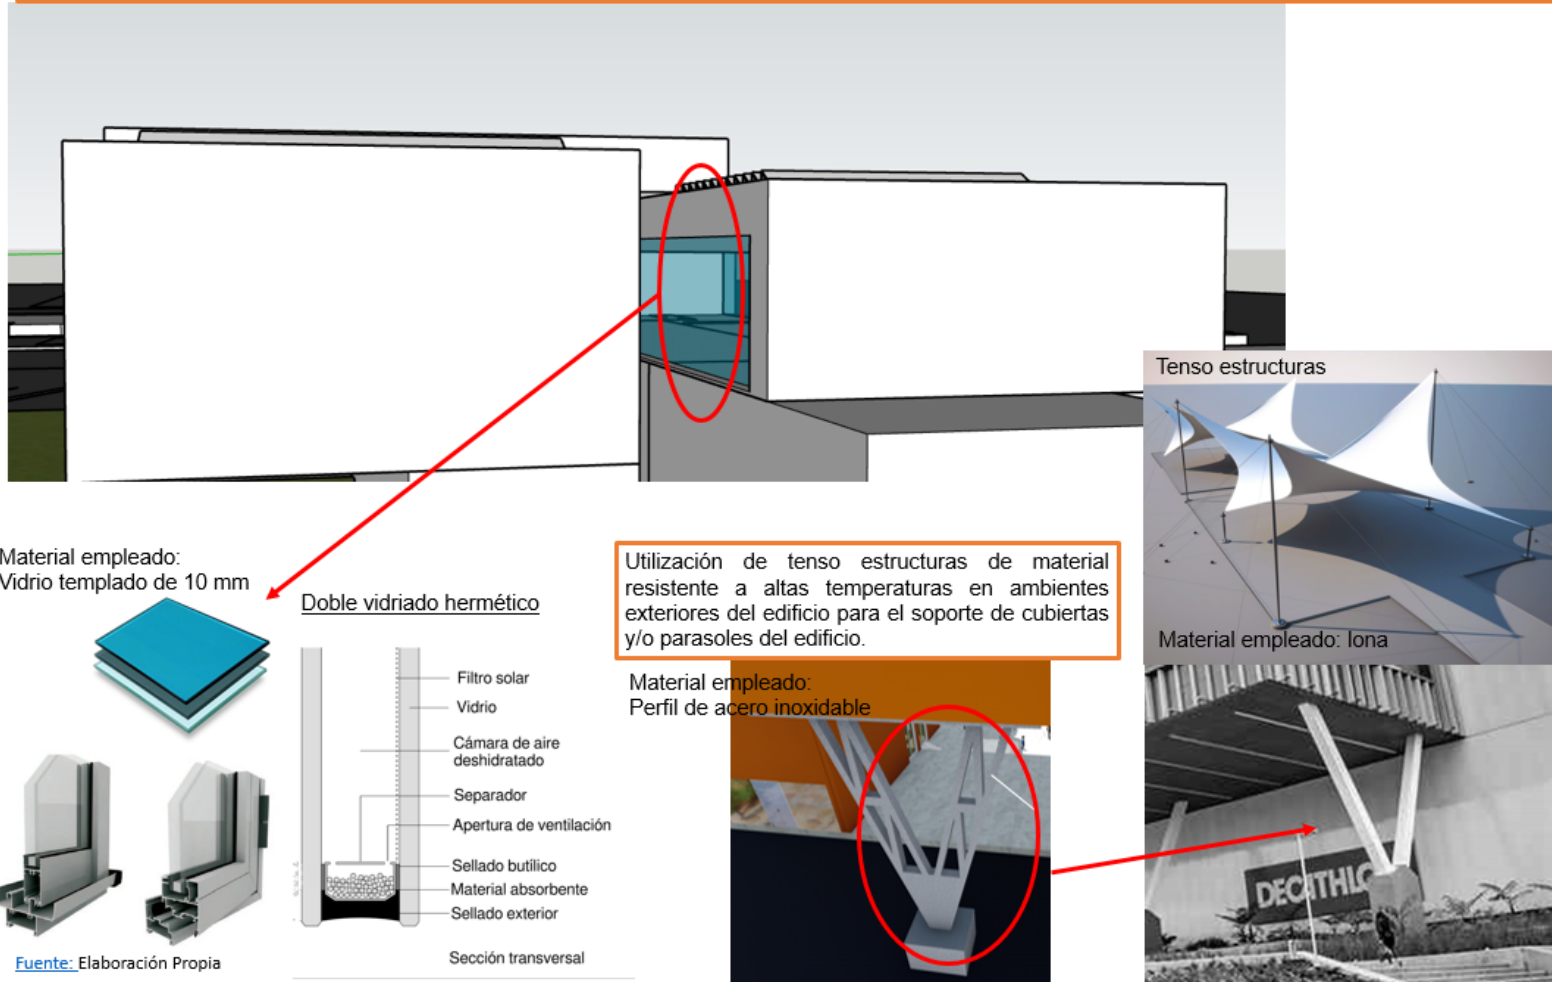 Tenso estructuras
Material empleado: lona
Material empleado:
Vidrio templado de 10 mm
Doble vidriado hermético
Filtro solar
Vidrio
Cámara de aire
deshidratado
Separador
Apertura de ventilación
Sellado butílico
Material absorbente
Sellado exterior
Sección transversal
Fuente: Elaboración Propia
Utilización de tenso estructuras de material
resistente a altas temperaturas en ambientes
exteriores del edificio para el soporte de cubiertas
y/o parasoles del edificio.
Material empleado:
Perfil de acero inoxidable